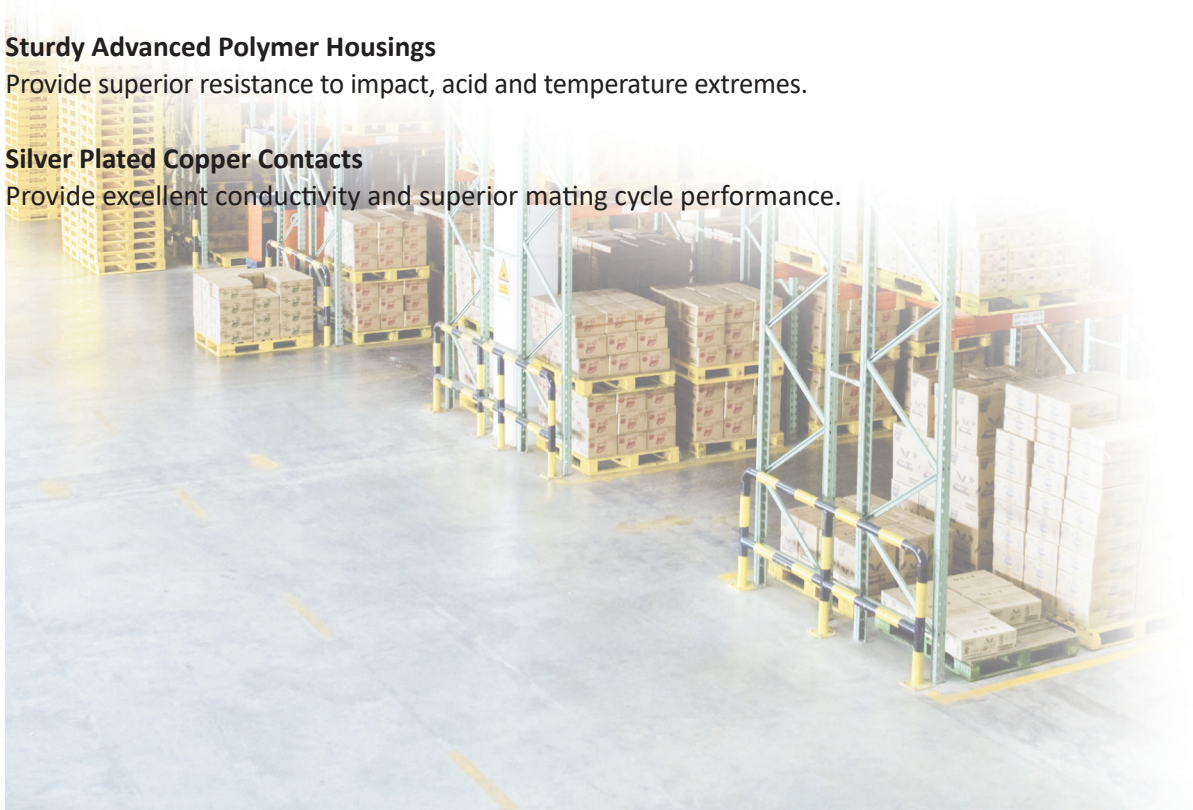 Sturdy Advanced Polymer Housings
Provide superior resistance to impact, acid and temperature extremes.
Silver Plated Copper Contacts
Provide excellent conductivity and superior mating cycle performance.